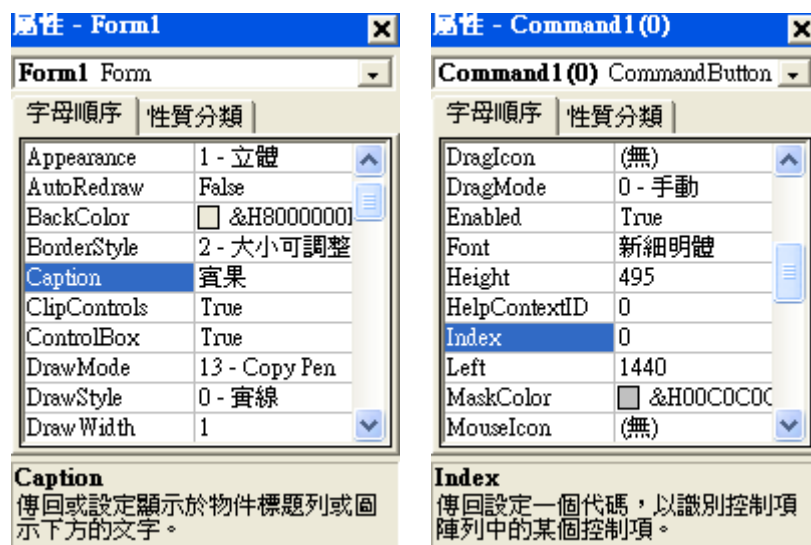 屬性 - Form1
Form1 Form
字母順序 性質分類
Appearance 1 - 立體
AutoRedraw False
BackColor &H8000000
BorderStyle 2 - 大小可調整
Caption 賓果
ClipControls True
ControlBox True
DrawMode 13 - Copy Pen
DrawStyle 0 - 實線
DrawWidth 1
Caption
傳回或設定顯示於物件標題列或圖
示下方的文字。
屬性 - Command1(0)
Command1(0) CommandButton
字母順序 性質分類
DragIcon (無)
DragMode 0 - 手動
Enabled True
Font 新細明體
Height 495
HelpContextID 0
Index 0
Left 1440
MaskColor &H00C0C0
MouseIcon (無)
Index
傳回設定一個代碼，以識別控制項
陣列中的某個控制項。